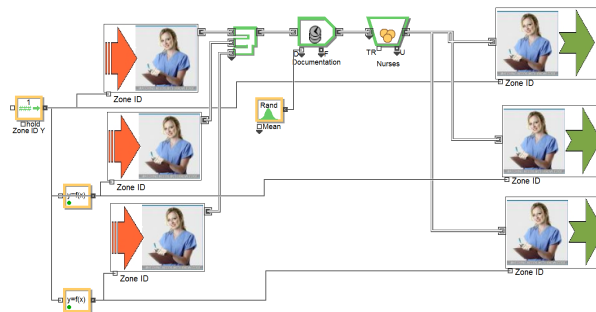 Zone ID
1
hold
Zone ID Y
D
F
Documentation
TR
U
Nurses
Rand
Mean
Zone ID
Zone ID
y=f(x)
Zone ID
Zone ID
y=f(x)
Zone ID